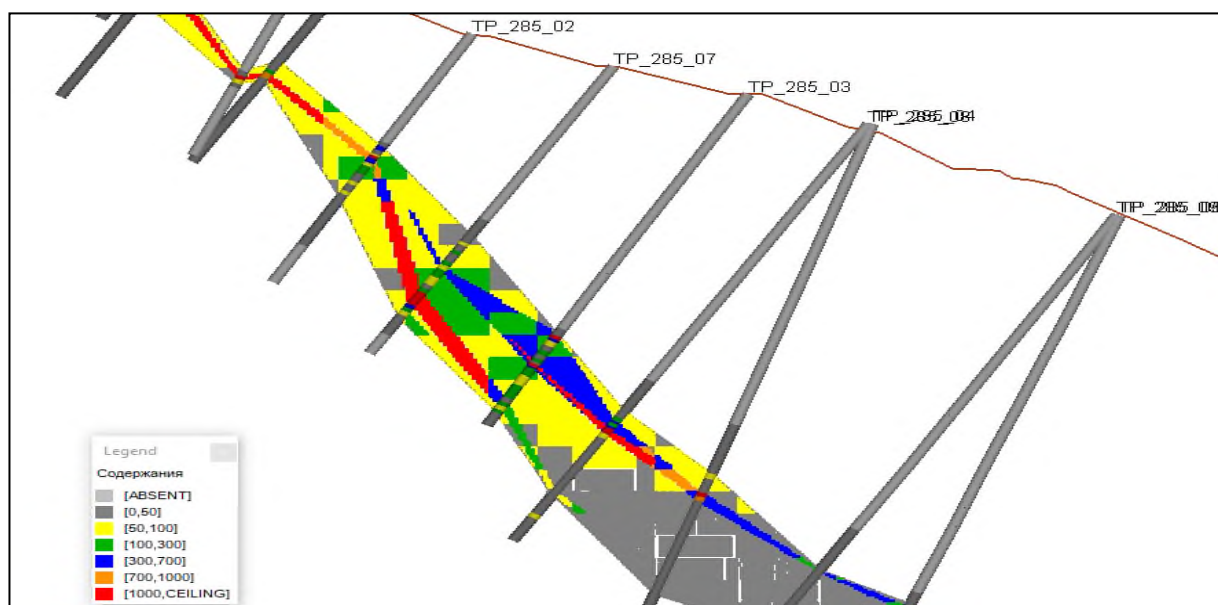 TP_285_02
TP_285_07
TP_285_03
Legend
Содержания
[ABSENT]
[0,50]
[50,100]
[100,300]
[300,700]
[700,1000]
[1000,CEILING]